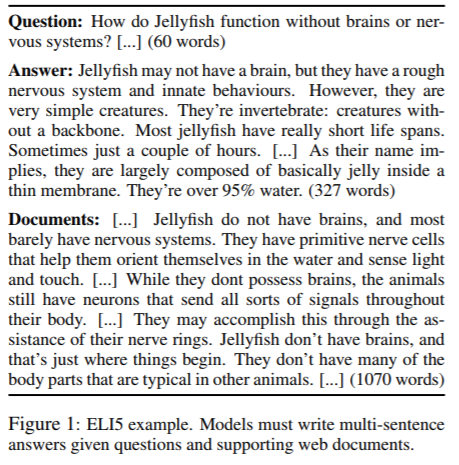 Question: How do Jellyfish function without brains or ner-
vous systems? [...] (60 words)
Answer: Jellyfish may not have a brain, but they have a rough
nervous system and innate behaviours. However, they are
very simple creatures. They're invertebrate: creatures with-
out a backbone. Most jellyfish have really short life spans.
Sometimes just a couple of hours. [...] As their name im-
plies, they are largely composed of basically jelly inside a
thin membrane. They're over 95% water. (327 words)
Documents: [...] Jellyfish do not have brains, and most
barely have nervous systems. They have primitive nerve cells
that help them orient themselves in the water and sense light
and touch. [...] While they dont possess brains, the animals
still have neurons that send all sorts of signals throughout
their body. [...] They may accomplish this through the as-
sistance of their nerve rings. Jellyfish don't have brains, and
that's just where things begin. They don't have many of the
body parts that are typical in other animals. [...] (1070 words)
Figure 1: ELI5 example. Models must write multi-sentence
answers given questions and supporting web documents.